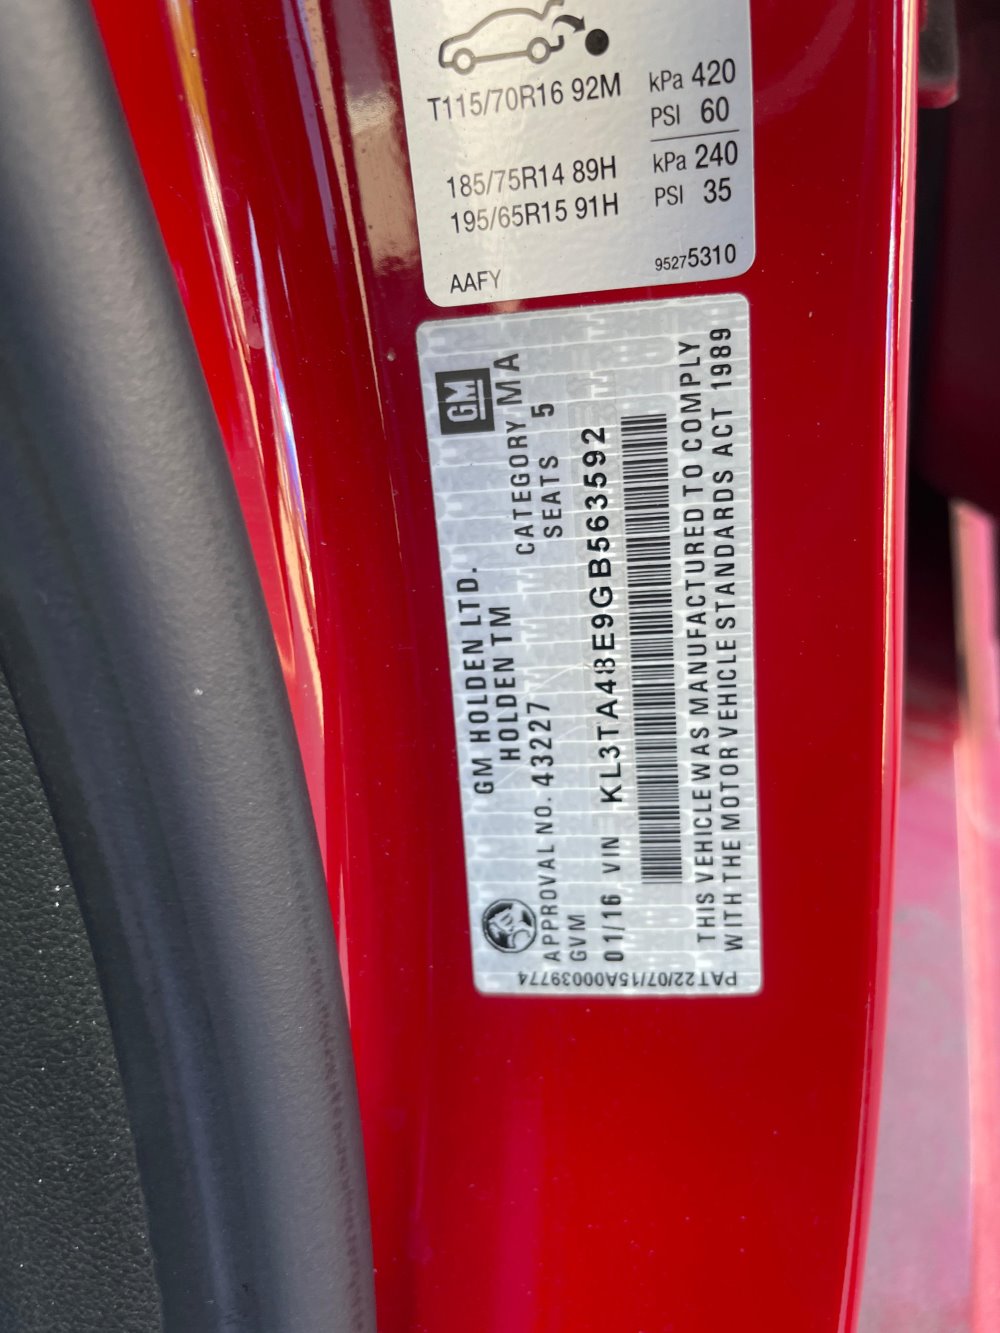 T115/70R16 92M kPa 420
PSI 60
185/75R14 89H kPa 240
195/65R15 91H PSI 35
AAFY 95275310
GM HOLDEN LTD. GM
HOLDEN TM CATEGORY MA
APPROVAL NO. 43227 SEATS 5
GVM
01/16 VIN KL3TA48E9GB563592
THIS VEHICLE WAS MANUFACTURED TO COMPLY
WITH THE MOTOR VEHICLE STANDARDS ACT 1989
PAT22/07/15A000039774